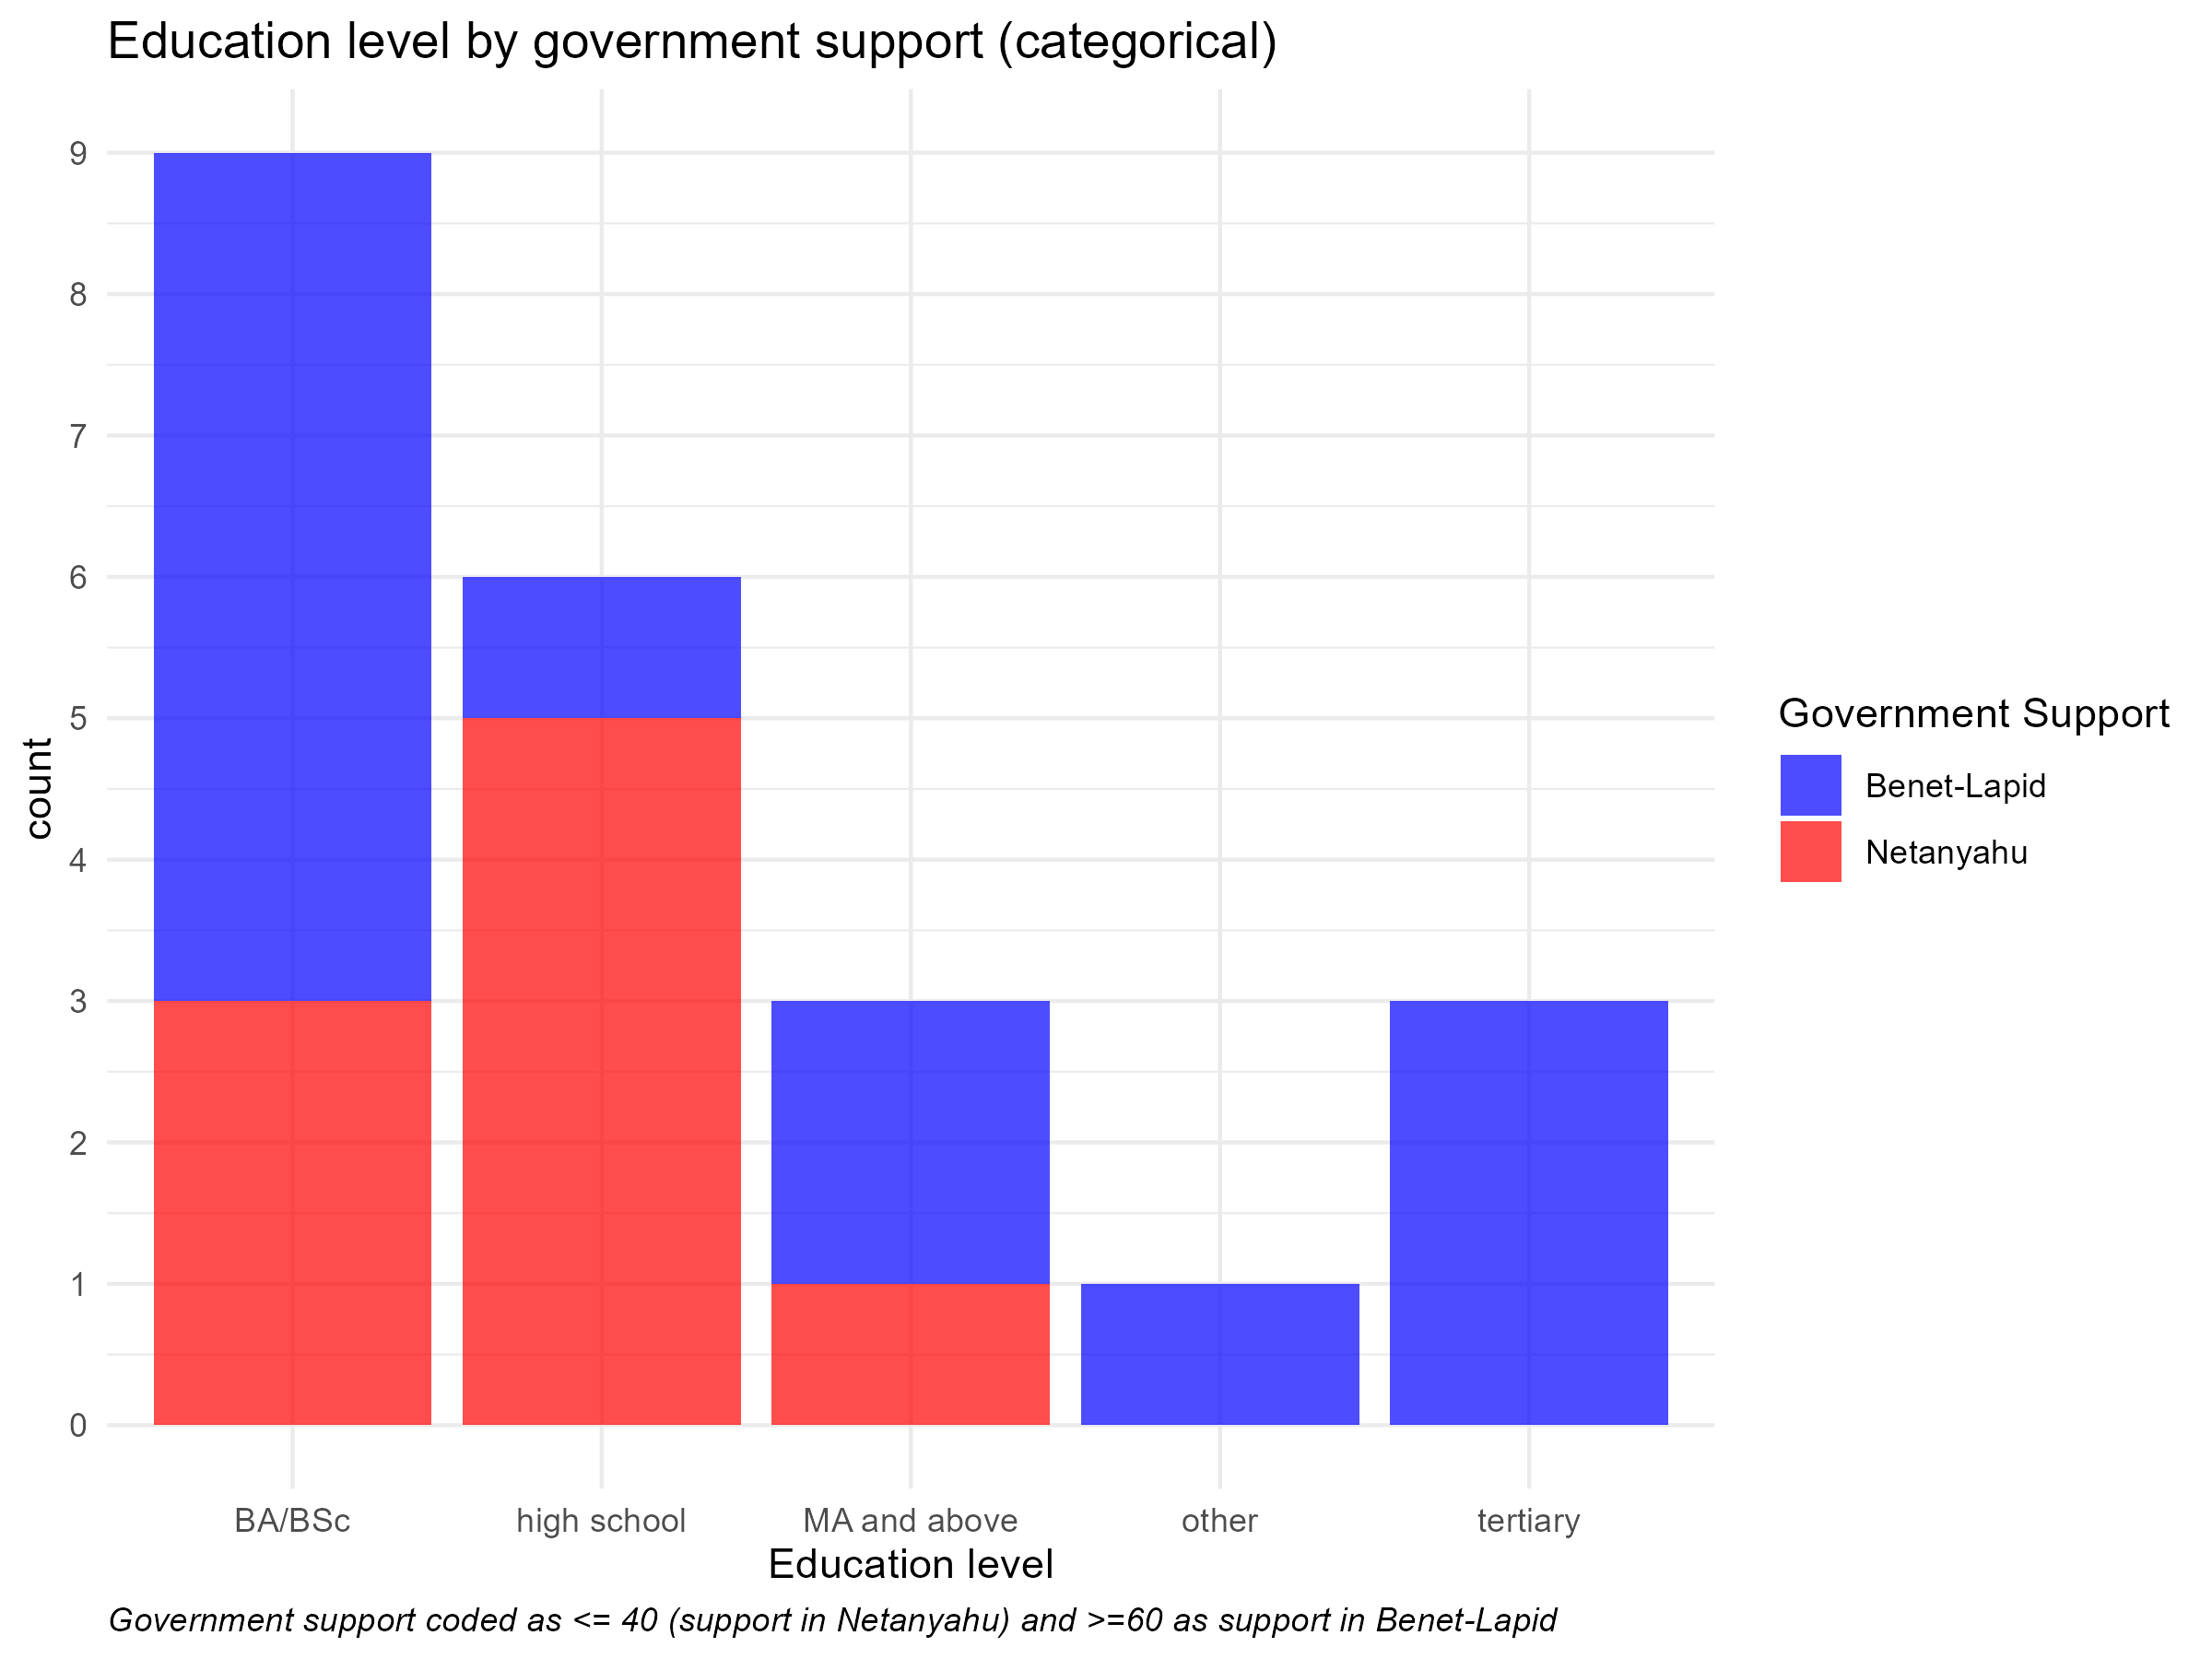 Education level by government support (categorical)
9
8
7
6
5
4
3
2
1
0
count
BA/BSc
high school
MA and above
other
tertiary
Education level
Government Support
Benet-Lapid
Netanyahu
Government support coded as <= 40 (support in Netanyahu) and >=60 as support in Benet-Lapid